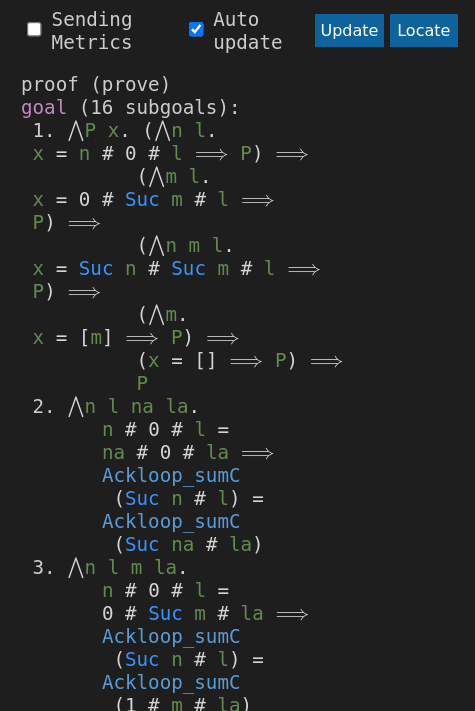 Sending Metrics
Auto update
Update
Locate
proof (prove)
goal (16 subgoals):
1. ⋀P x. (⋀n l.
x = n # 0 # l ⟹ P) ⟹
(⋀m l.
x = 0 # Suc m # l ⟹
P) ⟹
(⋀n m l.
x = Suc n # Suc m # l ⟹
P) ⟹
(⋀m.
x = [m] ⟹ P) ⟹
(x = [] ⟹ P) ⟹
P
2. ⋀n l na la.
n # 0 # l =
na # 0 # la ⟹
Ackloop_sumC
(Suc n # l) =
Ackloop_sumC
(Suc na # la)
3. ⋀n l m la.
n # 0 # l =
0 # Suc m # la ⟹
Ackloop_sumC
(Suc n # l) =
Ackloop_sumC
(1 # m # la)